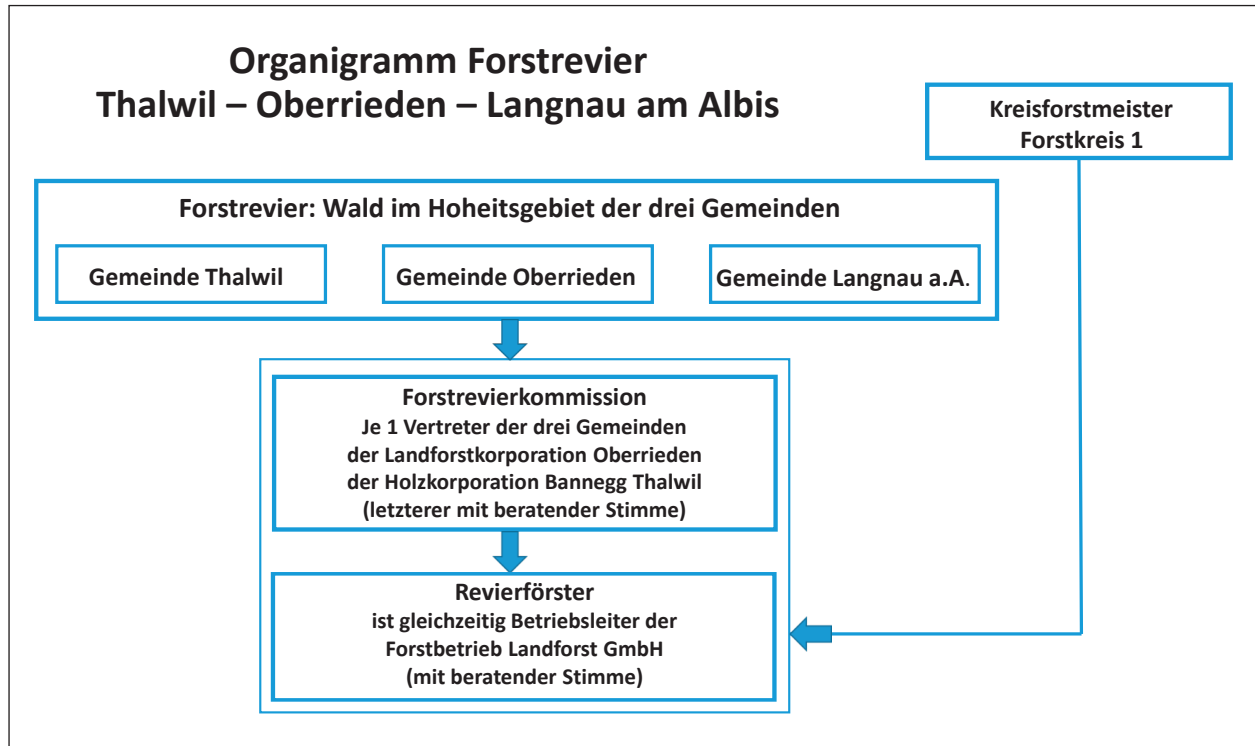 Organigramm Forstrevier
Thalwil – Oberrieden – Langnau am Albis
Kreisforstmeister
Forstkreis 1
Forstrevier: Wald im Hoheitsgebiet der drei Gemeinden
Gemeinde Thalwil
Gemeinde Oberrieden
Gemeinde Langnau a.A.
Forstrevierkommission
Je 1 Vertreter der drei Gemeinden
der Landforstkorporation Oberrieden
der Holzkorporation Bannegg Thalwil
(letzterer mit beratender Stimme)
Revierförster
ist gleichzeitig Betriebsleiter der
Forstbetrieb Landforst GmbH
(mit beratender Stimme)